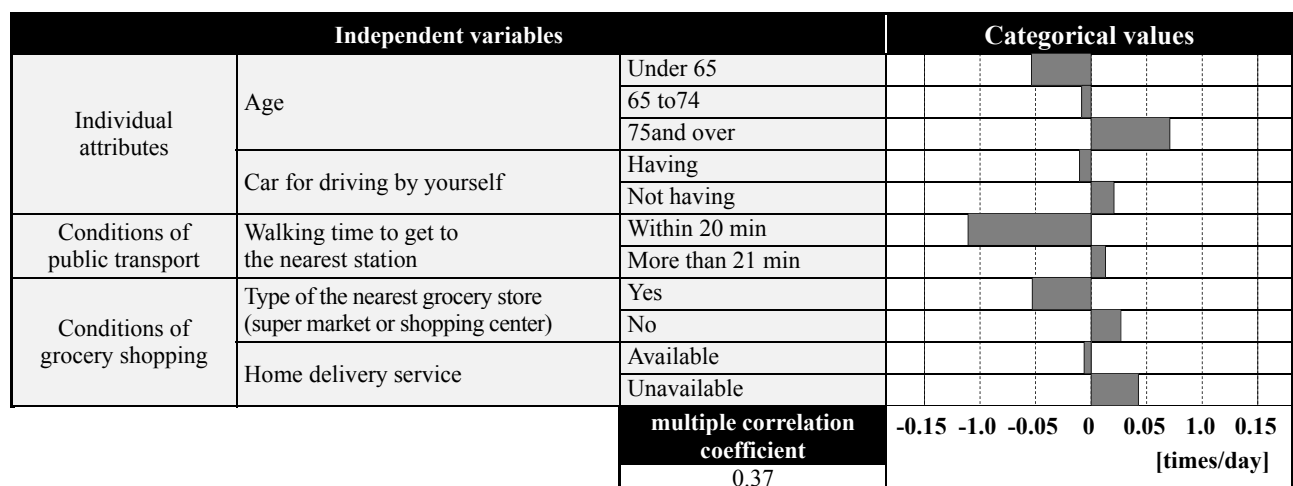 Independent variables
Categorical values
Individual
attributes
Age
Under 65
65 to74
75and over
Car for driving by yourself
Having
Not having
Conditions of
public transport
Walking time to get to
the nearest station
Within 20 min
More than 21 min
Conditions of
grocery shopping
Type of the nearest grocery store
(super market or shopping center)
Yes
No
Home delivery service
Available
Unavailable
multiple correlation
coefficient
0.37
-0.15 -1.0 -0.05 0 0.05 1.0 0.15
[times/day]